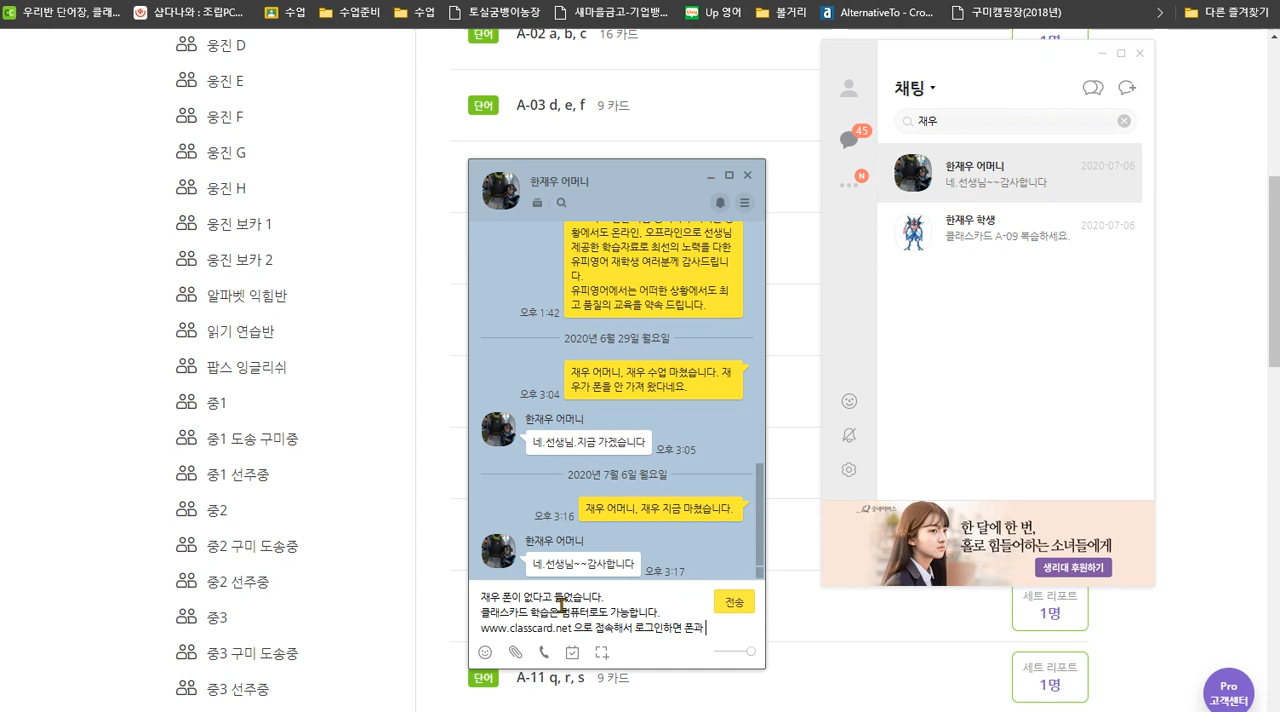 우리반 단어장, 클래...
샵다나와 : 조립PC...
수업
수업준비
수업
토실굼벵이농장
새마을금고-기업뱅...
Up 영어
볼거리
AlternativeTo - Cro...
구미캠핑장(2018년)
다른 즐겨찾기
웅진 D
웅진 E
웅진 F
웅진 G
웅진 H
웅진 보카 1
웅진 보카 2
알파벳 익힘반
읽기 연습반
팝스 잉글리쉬
중1
중1 도송 구미중
중1 선주중
중2
중2 구미 도송중
중2 선주중
중3
중3 구미 도송중
중3 선주중
단어 A-02 a, b, c 16 카드
1명
단어 A-03 d, e, f 9 카드
한재우 어머니
황에서도 온라인, 오프라인으로 선생님
제공한 학습자료로 최선의 노력을 다한
유피영어 재학생 여러분께 감사드립니
다.
유피영어에서는 어떠한 상황에서도 최
고 품질의 교육을 약속 드립니다.
오후 1:42
2020년 6월 29일 월요일
재우 어머니, 재우 수업 마쳤습니다. 재
우가 폰을 안 가져 왔다네요.
오후 3:04
한재우 어머니
네.선생님.지금 가겠습니다
오후 3:05
2020년 7월 6일 월요일
재우 어머니, 재우 지금 마쳤습니다.
오후 3:16
한재우 어머니
네.선생님~~감사합니다
오후 3:17
재우 폰이 없다고 들었습니다.
클래스카드 학습은 컴퓨터로도 가능합니다.
www.classcard.net 으로 접속해서 로그인하면 폰과
전송
단어 A-11 q, r, s 9 카드
채팅
재우
45
N
한재우 어머니 2020-07-06
네.선생님~~감사합니다
한재우 학생 2020-07-06
클래스카드 A-09 복습하세요.
굿네이버스
한 달에 한 번,
홀로 힘들어하는 소녀들에게
생리대 후원하기
세트 리포트
1명
세트 리포트
1명
Pro
고객센터